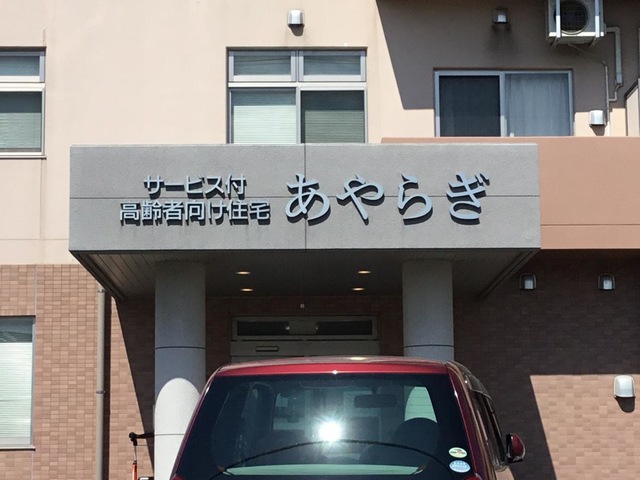 サービス付
高齢者向け住宅
あやらぎ